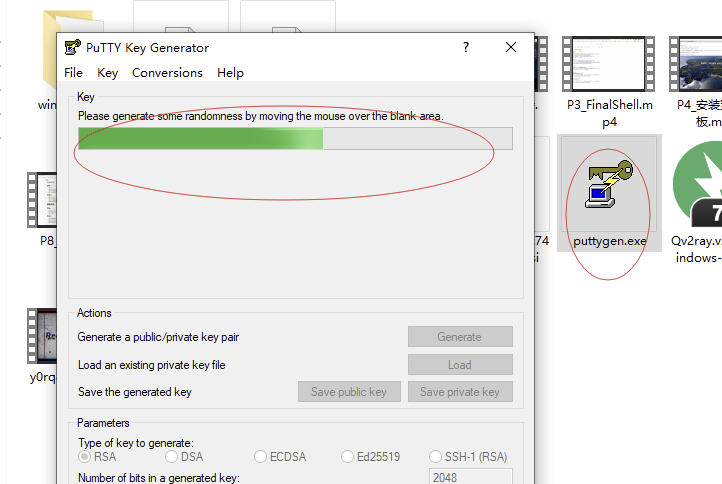 PuTTY Key Generator
?
File Key Conversions Help
Key
Please generate some randomness by moving the mouse over the blank area.
Actions
Generate a public/private key pair
Generate
Load an existing private key file
Load
Save the generated key
Save public key
Save private key
Parameters
Type of key to generate:
RSA
DSA
ECDSA
Ed25519
SSH-1 (RSA)
Number of bits in a generated key:
2048
win
P8_
y0rq
e.
74
si
P3_FinalShell.m
p4
P4_安装
板.m
puttygen.exe
7
Qv2ray.v
indows-